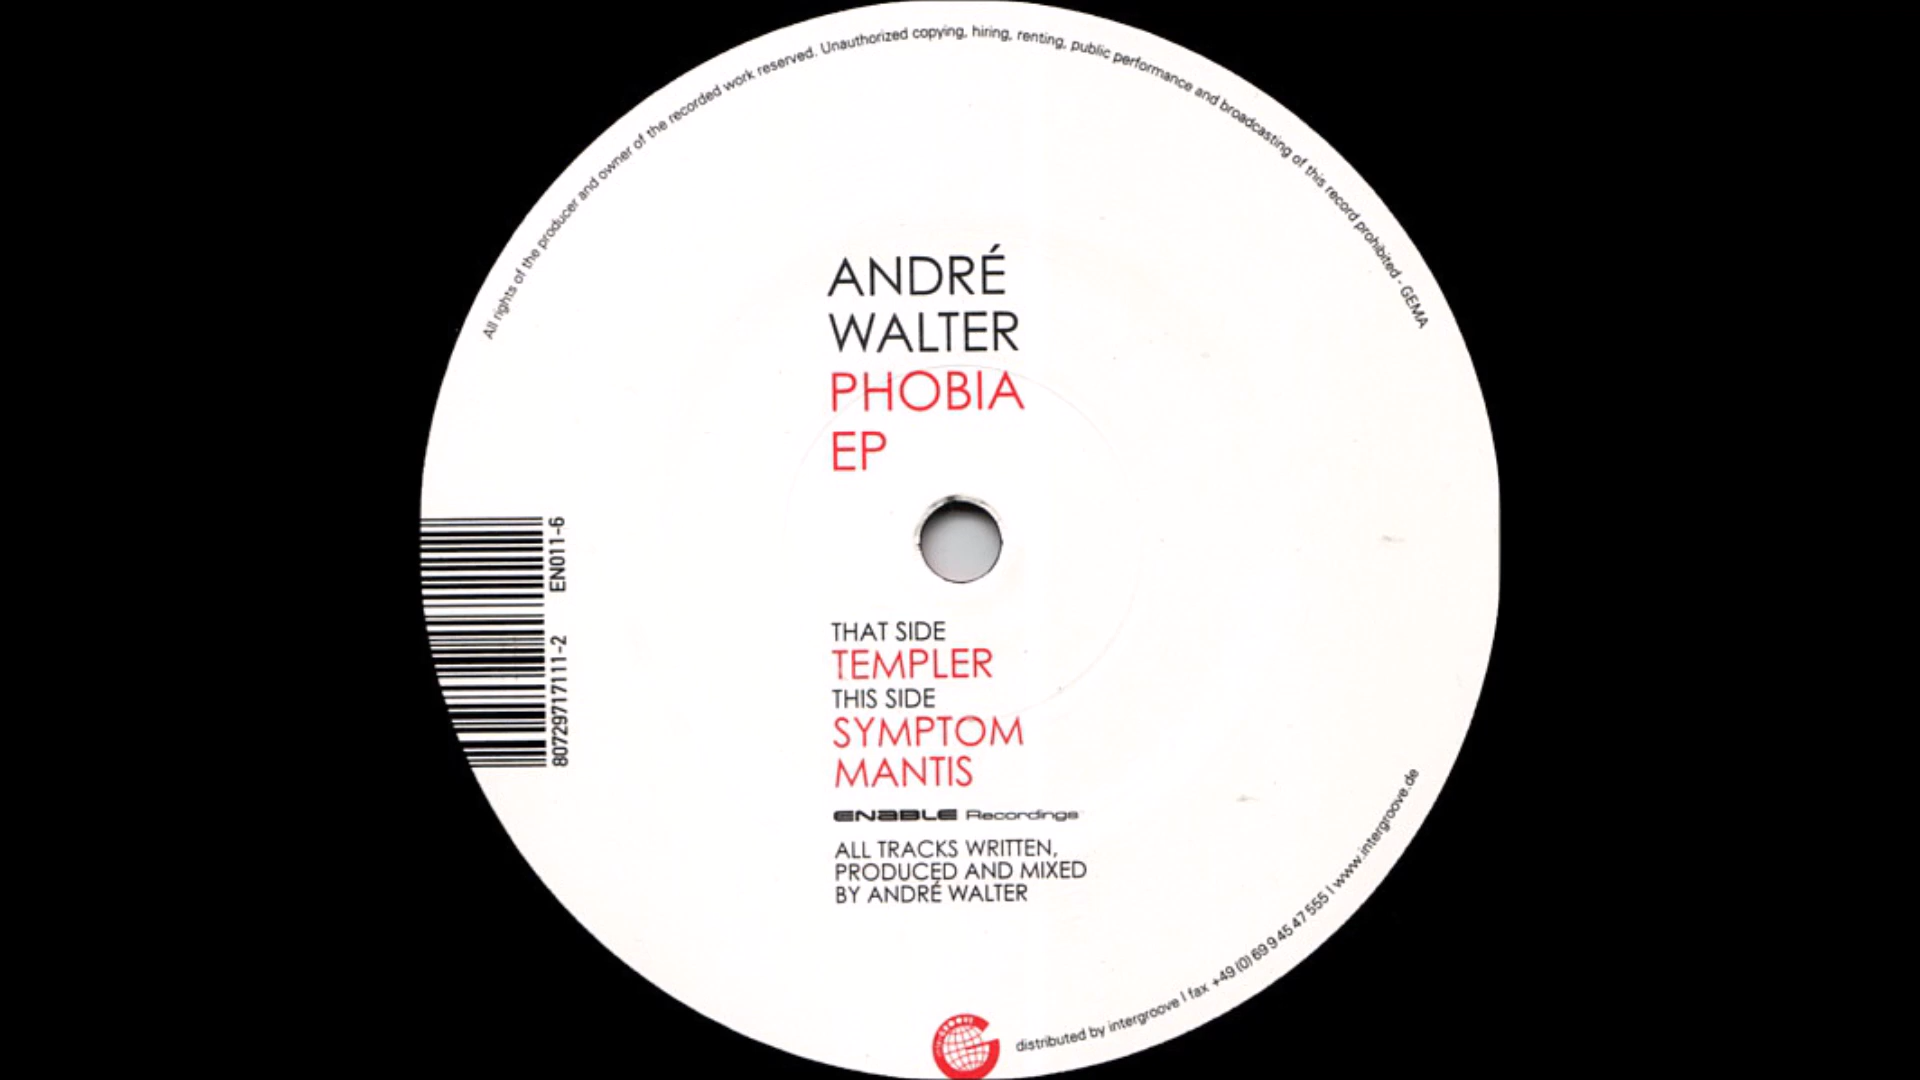 All rights of the producer and owner of the recorded work reserved. Unauthorized copying, hiring, renting, public performance and broadcasting of this record prohibited - GEMA
ANDRÉ
WALTER
PHOBIA
EP
EN011-6
80729717111-2
THAT SIDE
TEMPLER
THIS SIDE
SYMPTOM
MANTIS
ENABLE Recordings
ALL TRACKS WRITTEN,
PRODUCED AND MIXED
BY ANDRÉ WALTER
GROOVE
distributed by intergroove | fax +49 (0) 69 9 45 47 555 | www.intergroove.de